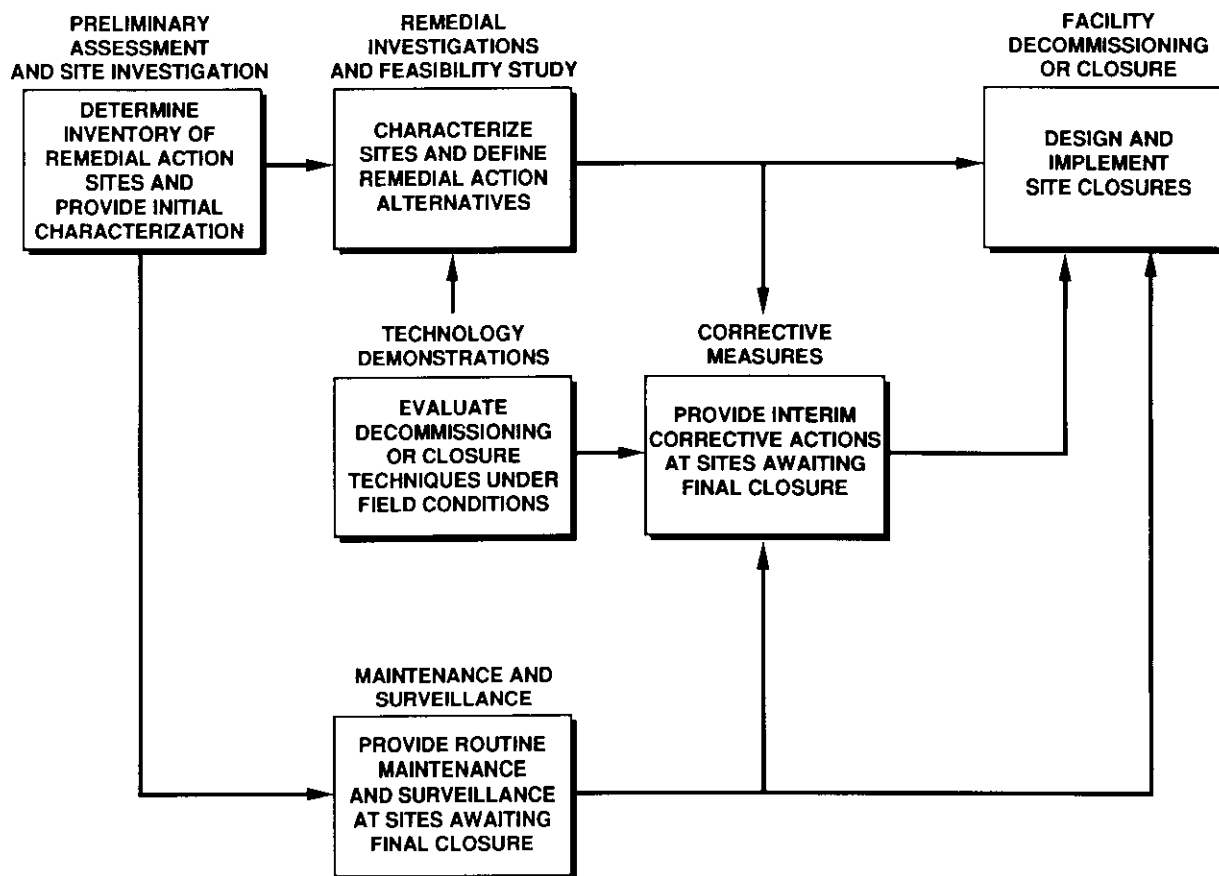 PRELIMINARY
ASSESSMENT
AND SITE INVESTIGATION
DETERMINE
INVENTORY OF
REMEDIAL ACTION
SITES AND
PROVIDE INITIAL
CHARACTERIZATION
REMEDIAL
INVESTIGATIONS
AND FEASIBILITY STUDY
CHARACTERIZE
SITES AND DEFINE
REMEDIAL ACTION
ALTERNATIVES
FACILITY
DECOMMISSIONING
OR CLOSURE
DESIGN AND
IMPLEMENT
SITE CLOSURES
TECHNOLOGY
DEMONSTRATIONS
EVALUATE
DECOMMISSIONING
OR CLOSURE
TECHNIQUES UNDER
FIELD CONDITIONS
CORRECTIVE
MEASURES
PROVIDE INTERIM
CORRECTIVE ACTIONS
AT SITES AWAITING
FINAL CLOSURE
MAINTENANCE AND
SURVEILLANCE
PROVIDE ROUTINE
MAINTENANCE
AND SURVEILLANCE
AT SITES AWAITING
FINAL CLOSURE